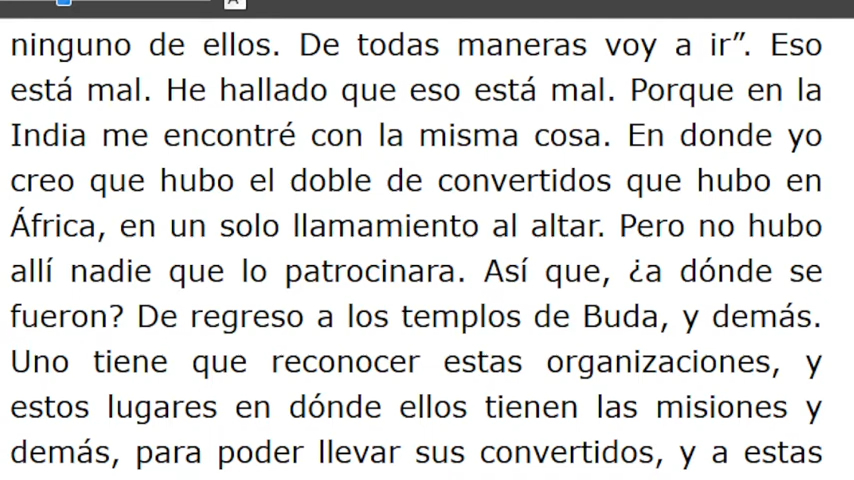 ninguno de ellos. De todas maneras voy a ir”. Eso
está mal. He hallado que eso está mal. Porque en la
India me encontré con la misma cosa. En donde yo
creo que hubo el doble de convertidos que hubo en
África, en un solo llamamiento al altar. Pero no hubo
allí nadie que lo patrocinara. Así que, ¿a dónde se
fueron? De regreso a los templos de Buda, y demás.
Uno tiene que reconocer estas organizaciones, y
estos lugares en dónde ellos tienen las misiones y
demás, para poder llevar sus convertidos, y a estas